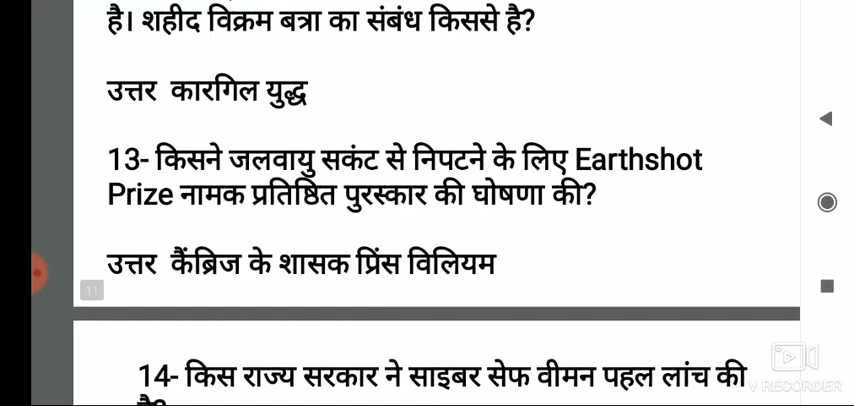 है। शहीद विक्रम बत्रा का संबंध किससे है?
उत्तर कारगिल युद्ध
13- किसने जलवायु सकंट से निपटने के लिए Earthshot
Prize नामक प्रतिष्ठित पुरस्कार की घोषणा की?
उत्तर कैंब्रिज के शासक प्रिंस विलियम
11
14- किस राज्य सरकार ने साइबर सेफ वीमन पहल लांच की
V RECORDER